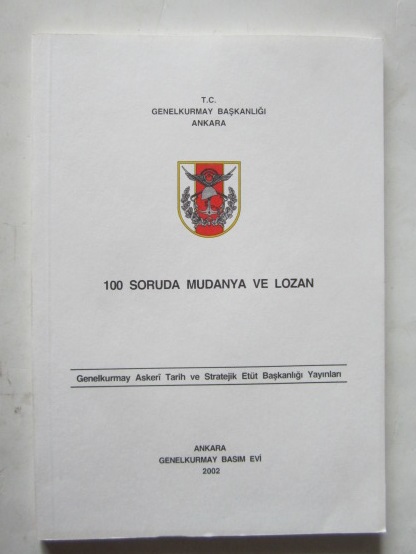 T.C.
GENELKURMAY BAŞKANLIĞI
ANKARA
100 SORUDA MUDANYA VE LOZAN
Genelkurmay Askerî Tarih ve Stratejik Etüt Başkanlığı Yayınları
ANKARA
GENELKURMAY BASIM EVİ
2002